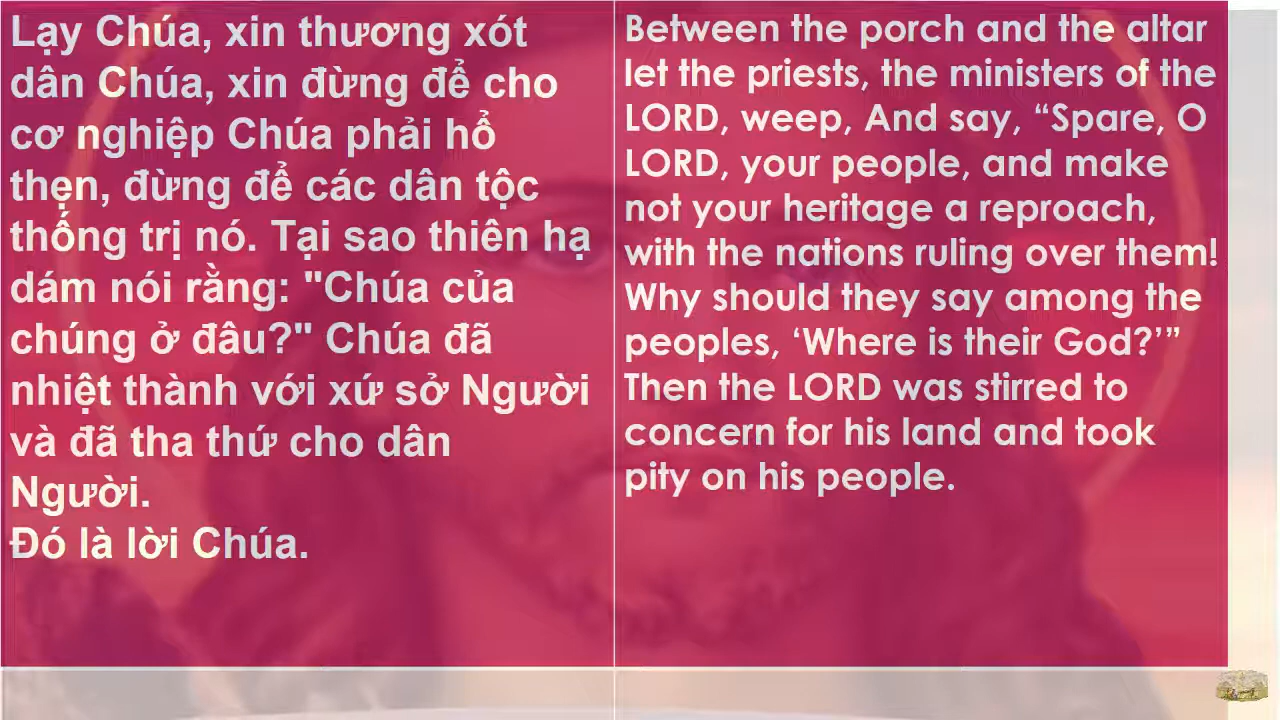 Lạy Chúa, xin thương xót
dân Chúa, xin đừng để cho
cơ nghiệp Chúa phải hổ
thẹn, đừng để các dân tộc
thống trị nó. Tại sao thiên hạ
dám nói rằng: "Chúa của
chúng ở đâu?" Chúa đã
nhiệt thành với xứ sở Người
và đã tha thứ cho dân
Người.
Đó là lời Chúa.
Between the porch and the altar
let the priests, the ministers of the
LORD, weep, And say, “Spare, O
LORD, your people, and make
not your heritage a reproach,
with the nations ruling over them!
Why should they say among the
peoples, ‘Where is their God?’”
Then the LORD was stirred to
concern for his land and took
pity on his people.